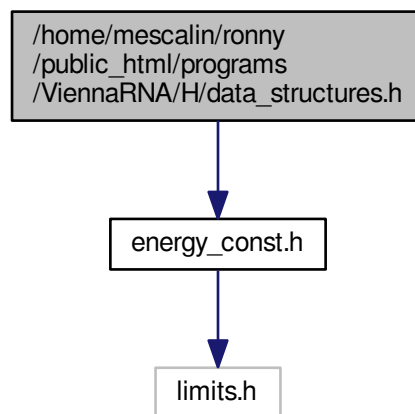 /home/mescalin/ronny
/public_html/programs
/ViennaRNA/H/data_structures.h
energy_const.h
limits.h